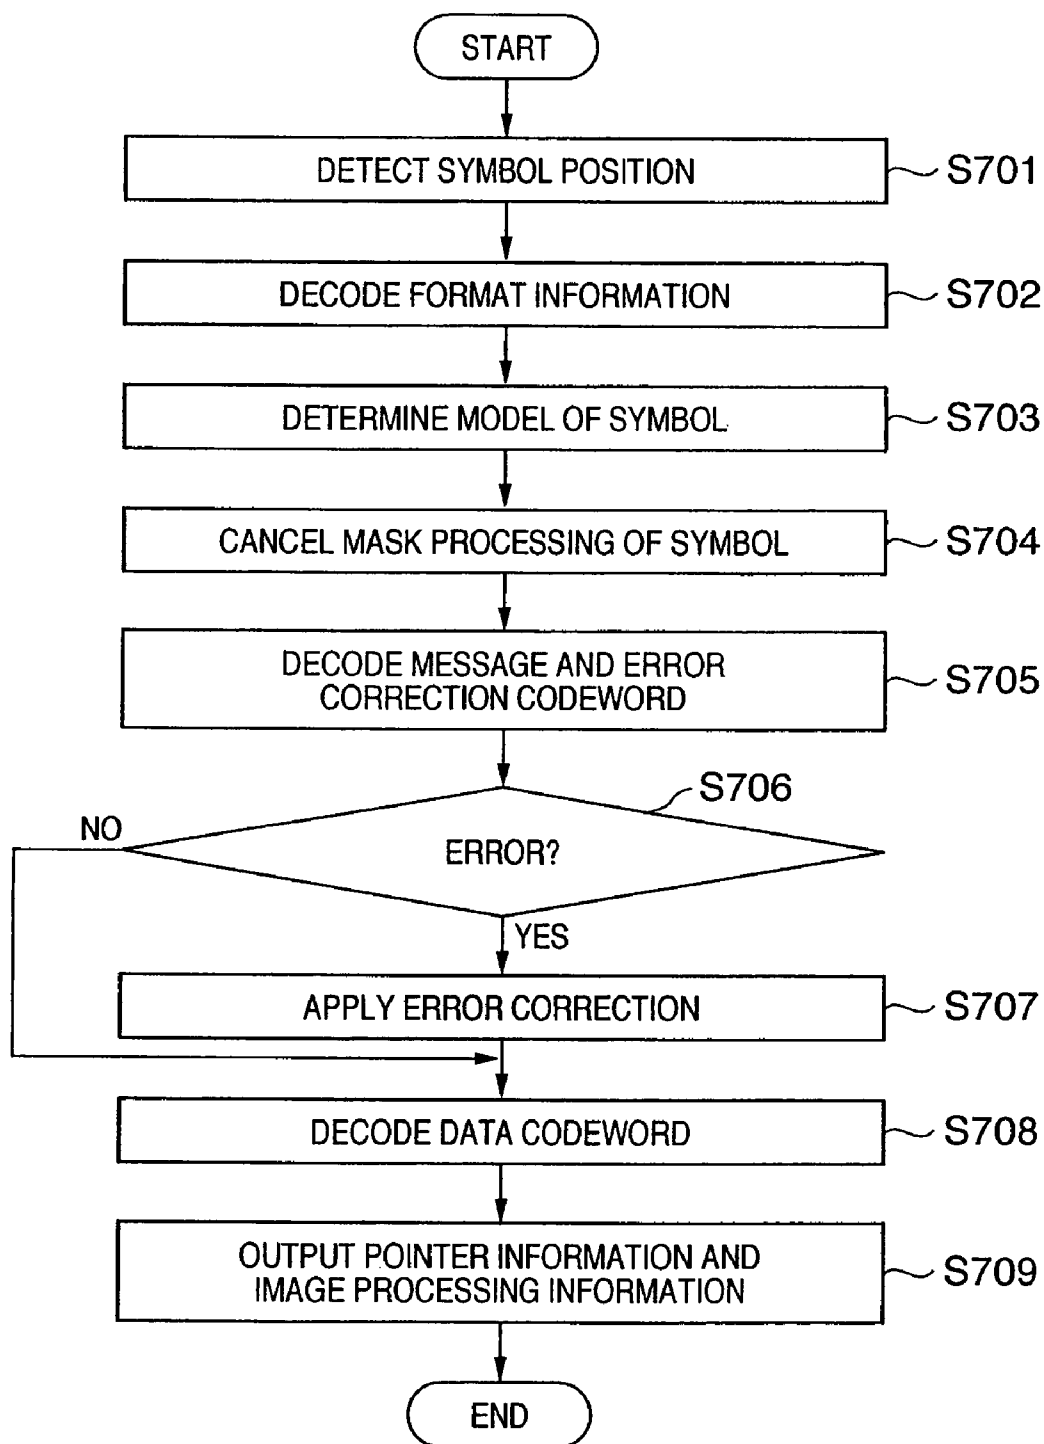 START
DETECT SYMBOL POSITION
S701
DECODE FORMAT INFORMATION
S702
DETERMINE MODEL OF SYMBOL
S703
CANCEL MASK PROCESSING OF SYMBOL
S704
DECODE MESSAGE AND ERROR
CORRECTION CODEWORD
S705
S706
NO
ERROR?
YES
APPLY ERROR CORRECTION
S707
DECODE DATA CODEWORD
S708
OUTPUT POINTER INFORMATION AND
IMAGE PROCESSING INFORMATION
S709
END